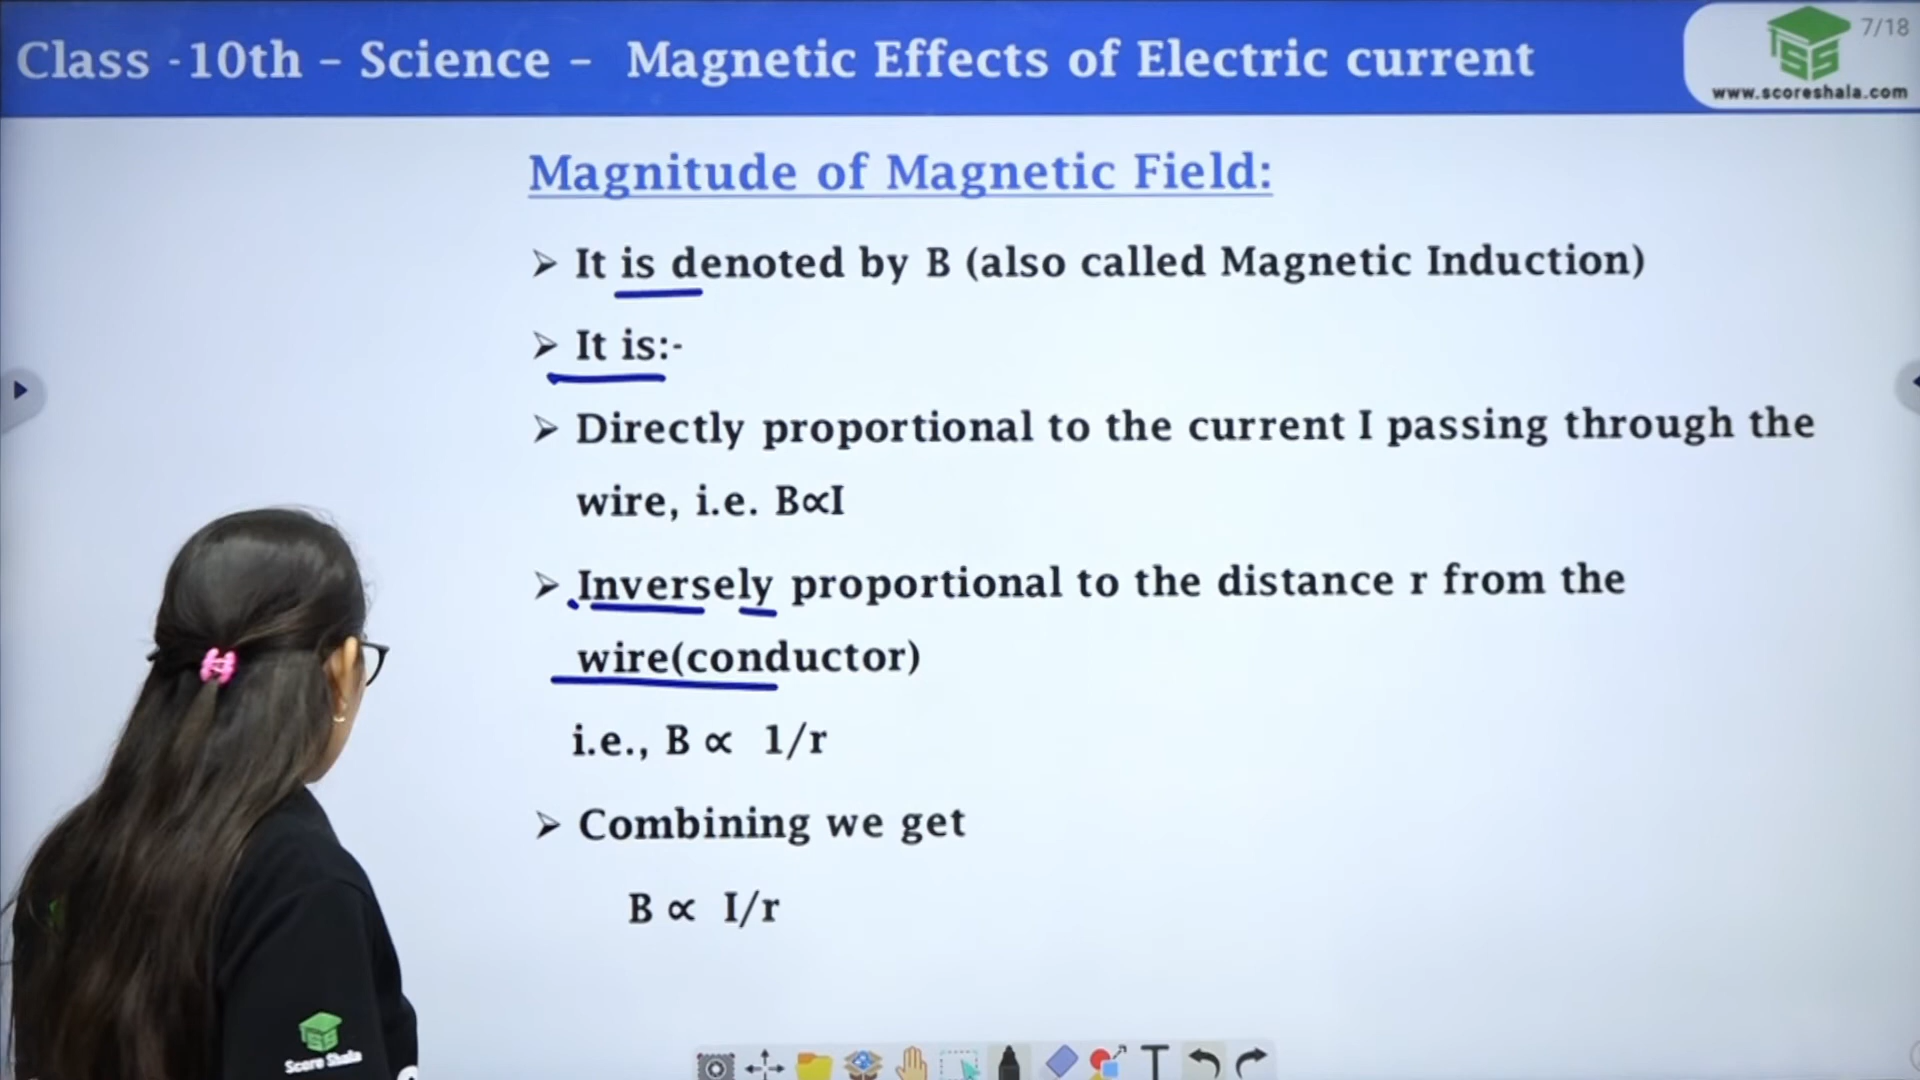 Class -10th – Science – Magnetic Effects of Electric current
7/18
www.scoreshala.com
Magnitude of Magnetic Field:
➢ It is denoted by B (also called Magnetic Induction)
➢ It is:-
➢ Directly proportional to the current I passing through the
wire, i.e. B∝I
➢ Inversely proportional to the distance r from the
wire(conductor)
i.e., B ∝ 1/r
➢ Combining we get
B ∝ I/r
Score Shala